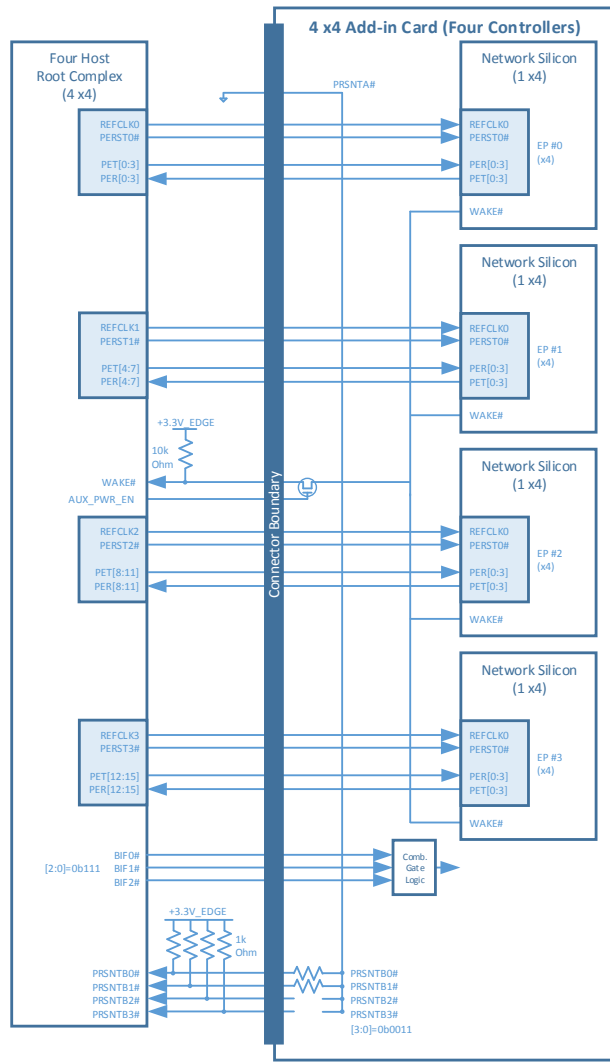 4 x4 Add-in Card (Four Controllers)
Four Host
Root Complex
(4 x4)
PRSNTA#
Network Silicon
(1 x4)
REFCLK0
PERST0#
PET[0:3]
PER[0:3]
REFCLK0
PERST0#
PER[0:3]
PET[0:3]
EP #0
(x4)
WAKE#
Network Silicon
(1 x4)
REFCLK1
PERST1#
PET[4:7]
PER[4:7]
REFCLK0
PERST0#
PER[0:3]
PET[0:3]
EP #1
(x4)
WAKE#
+3.3V_EDGE
10k
Ohm
WAKE#
AUX_PWR_EN
Connector Boundary
Network Silicon
(1 x4)
REFCLK2
PERST2#
PET[8:11]
PER[8:11]
REFCLK0
PERST0#
PER[0:3]
PET[0:3]
EP #2
(x4)
WAKE#
Network Silicon
(1 x4)
REFCLK3
PERST3#
PET[12:15]
PER[12:15]
REFCLK0
PERST0#
PER[0:3]
PET[0:3]
EP #3
(x4)
WAKE#
BIF0#
[2:0]=0b111 BIF1#
BIF2#
Comb.
Gate
Logic
+3.3V_EDGE
1k
Ohm
PRSNTB0#
PRSNTB1#
PRSNTB2#
PRSNTB3#
PRSNTB0#
PRSNTB1#
PRSNTB2#
PRSNTB3#
[3:0]=0b0011